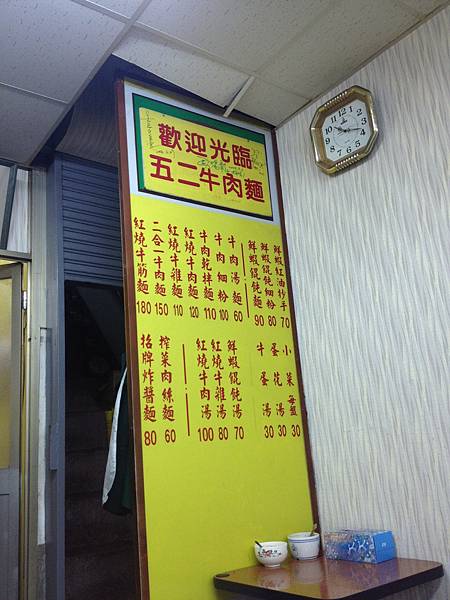 歡迎光臨
五二牛肉麵
鮮蝦紅油抄手 70
鮮蝦餛飩細粉 80
鮮蝦餛飩麵 90
牛肉湯麵 60
牛肉細粉 100
牛肉乾拌麵 110
紅燒牛雜麵 120
紅燒牛肉麵 110
二合一牛肉麵 150
紅燒牛筋麵 180
小菜每盤 30
蛋花湯 30
牛蛋湯 30
鮮蝦餛飩湯 70
紅燒牛雜湯 80
紅燒牛肉湯 100
榨菜肉絲麵 60
招牌炸醬麵 80